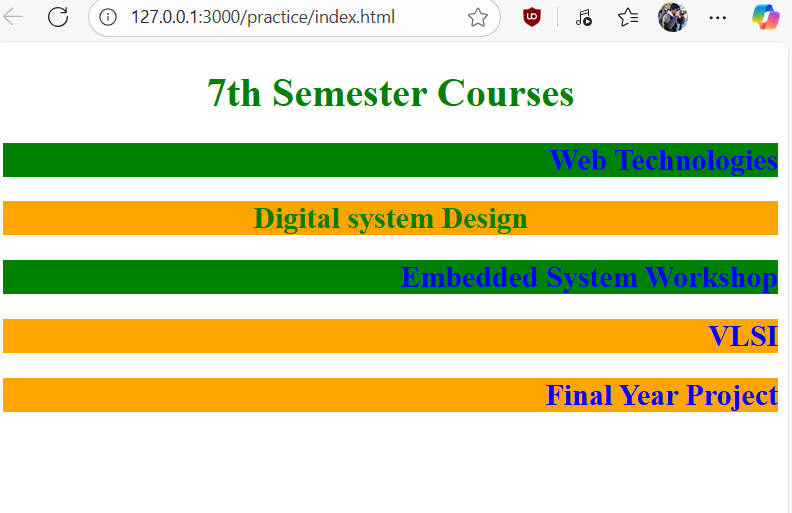 127.0.0.1:3000/practice/index.html
7th Semester Courses
Web Technologies
Digital system Design
Embedded System Workshop
VLSI
Final Year Project